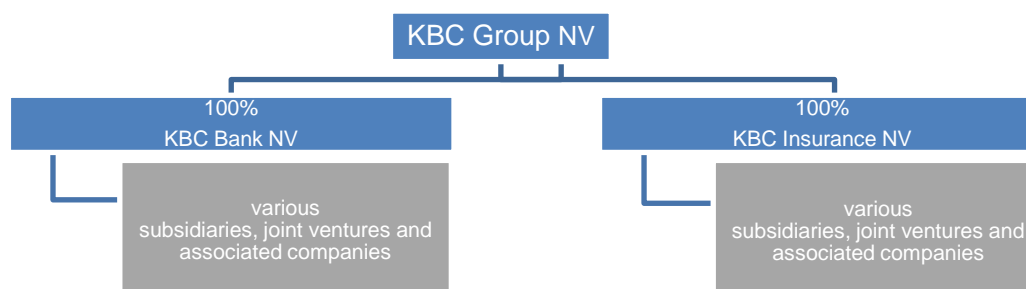 KBC Group NV
100%
KBC Bank NV
100%
KBC Insurance NV
various
subsidiaries, joint ventures and
associated companies
various
subsidiaries, joint ventures and
associated companies